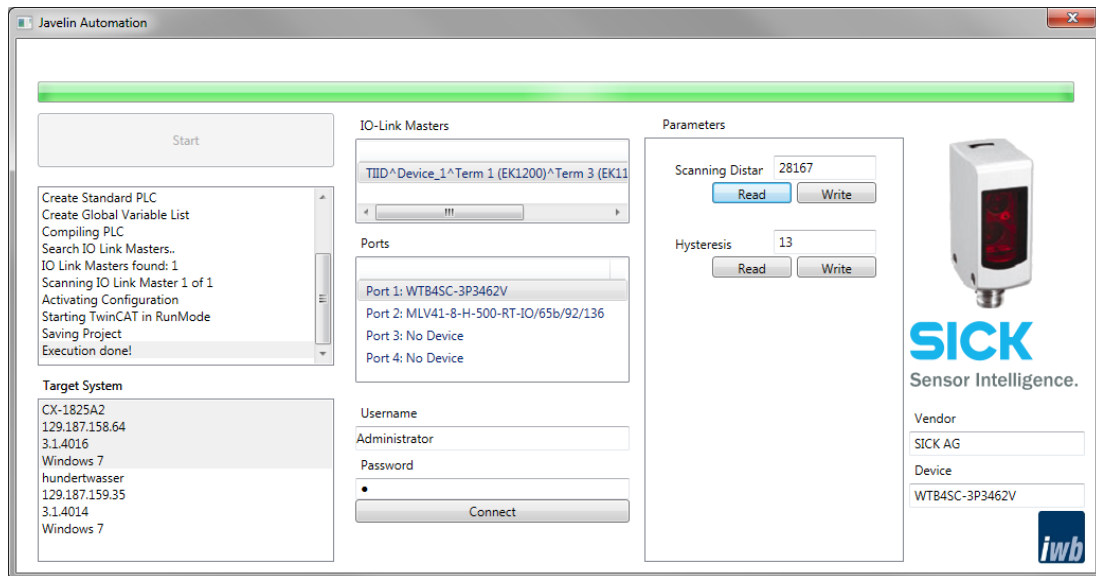 Javelin Automation
Start
Create Standard PLC
Create Global Variable List
Compiling PLC
Search IO Link Masters..
IO Link Masters found: 1
Scanning IO Link Master 1 of 1
Activating Configuration
Starting TwinCAT in RunMode
Saving Project
Execution done!
Target System
CX-1825A2
129.187.158.64
3.1.4016
Windows 7
hundertwasser
129.187.159.35
3.1.4014
Windows 7
IO-Link Masters
TIID^Device_1^Term 1 (EK1200)^Term 3 (EK11
Ports
Port 1: WTB4SC-3P3462V
Port 2: MLV41-8-H-500-RT-IO/65b/92/136
Port 3: No Device
Port 4: No Device
Username
Administrator
Password
Connect
Parameters
Scanning Distar 28167
Read Write
Hysteresis 13
Read Write
SICK
Sensor Intelligence.
Vendor
SICK AG
Device
WTB4SC-3P3462V
iwb